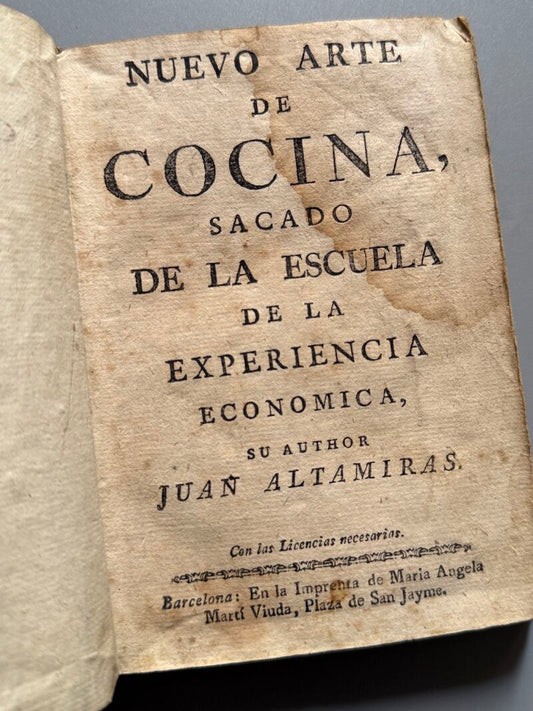 NUEVO ARTE
DE
COCINA,
SACADO
DE LA ESCUELA
DE LA
EXPERIENCIA
ECONOMICA,
SU AUTHOR
JUAÑ ALTAMIRAS.
Con las Licencias necesarias.
Barcelona: En la Imprenta de Maria Angela
Martí Viuda, Plaza de San Jayme.